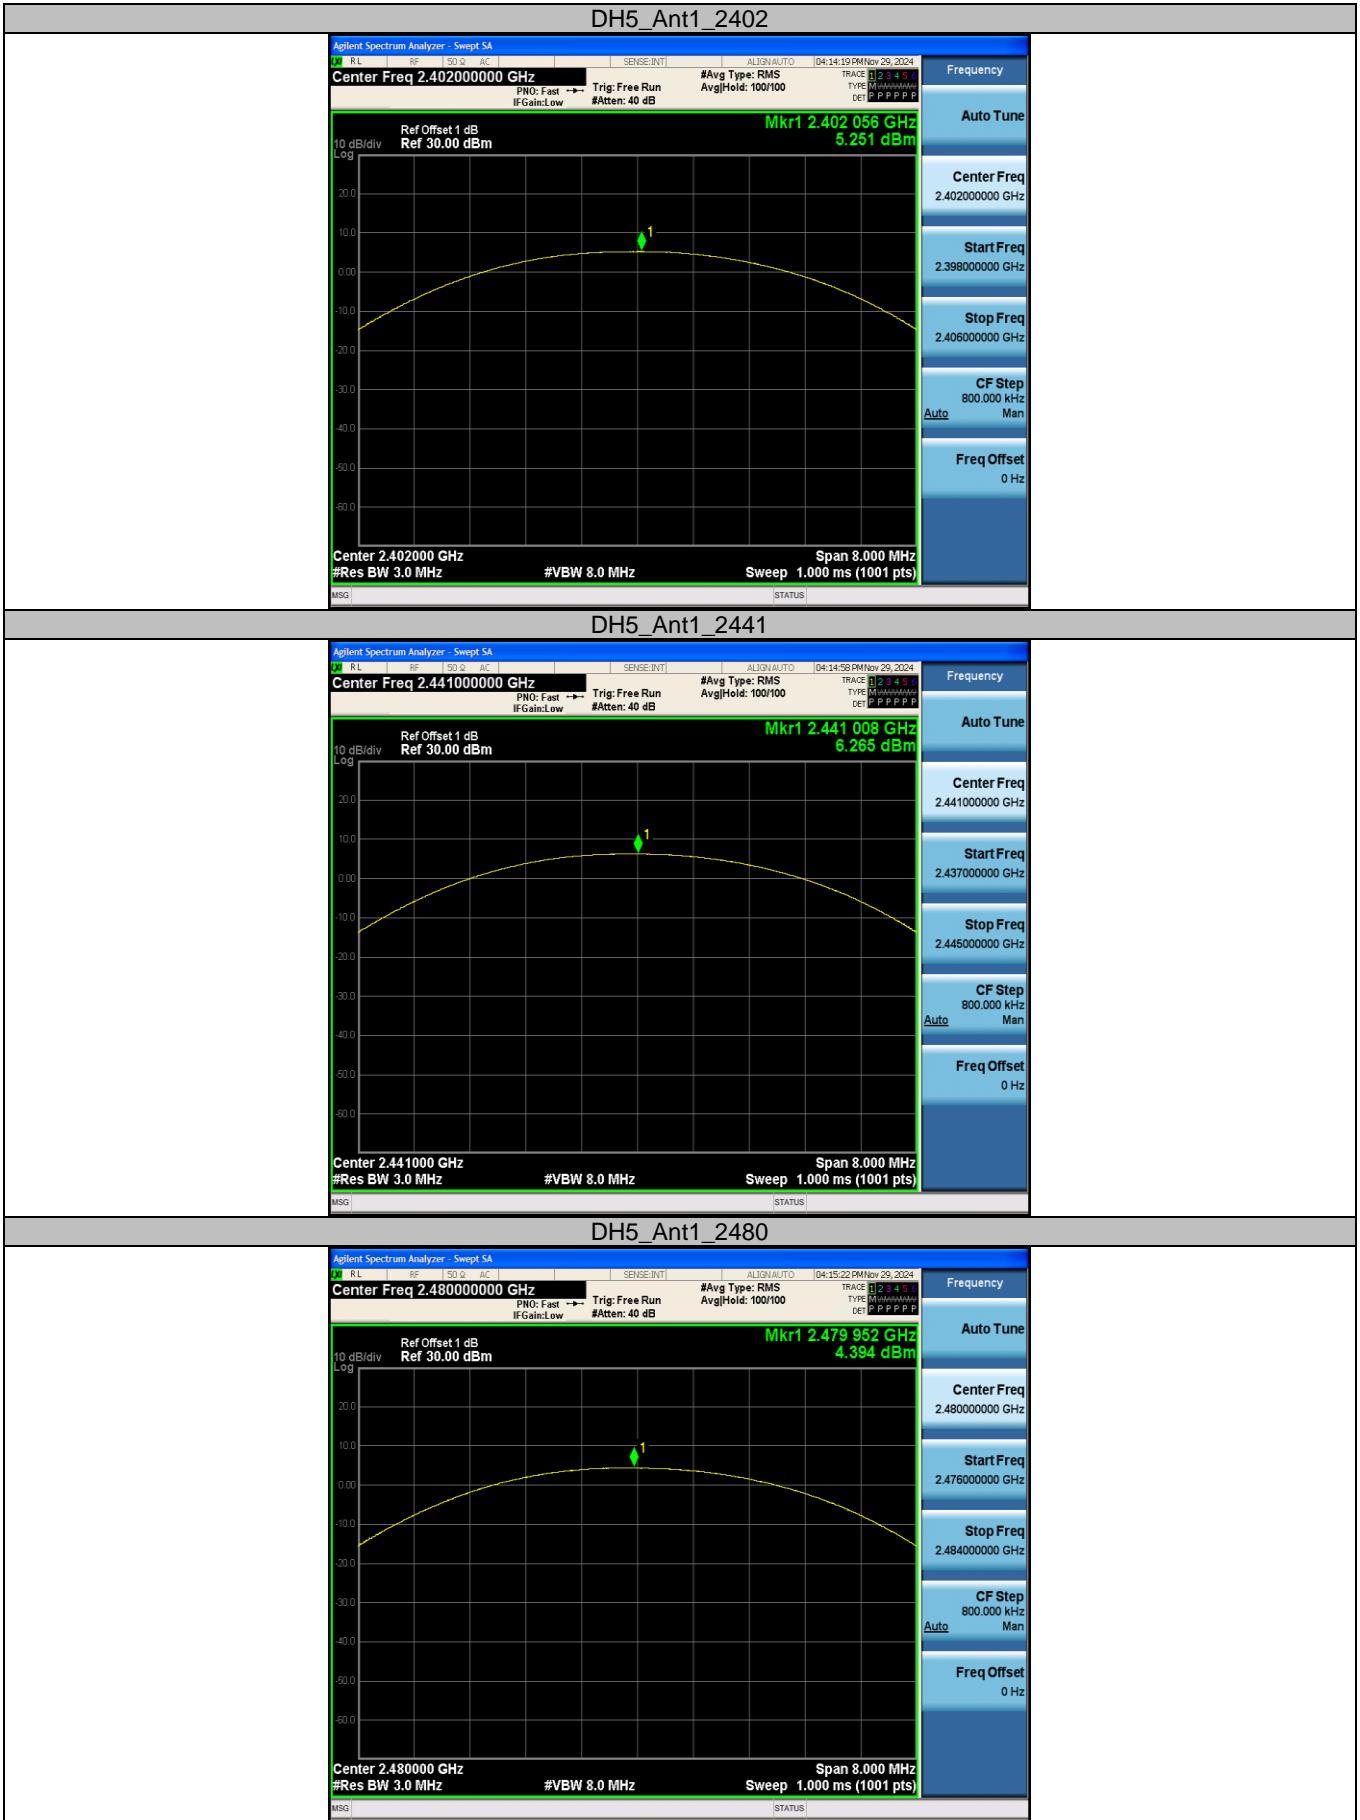 DH5_Ant1_2402
Agilent Spectrum Analyzer - Swept SA
RL RF 50 Ω AC SENSE:INT ALIGNAUTO 04:14:19 PM Nov 29, 2024
Center Freq 2.402000000 GHz
PNO: Fast
IFGain:Low
Trig: Free Run
#Atten: 40 dB
#Avg Type: RMS
Avg|Hold: 100/100
TRACE 1 2 3 4 5 6
TYPE M
DET P P P P P P
Frequency
Auto Tune
Ref Offset 1 dB
10 dB/div Ref 30.00 dBm
Log
Mkr1 2.402 056 GHz
5.251 dBm
1
20.0
10.0
0.00
-10.0
-20.0
-30.0
-40.0
-50.0
-60.0
Center Freq
2.402000000 GHz
Start Freq
2.398000000 GHz
Stop Freq
2.406000000 GHz
CF Step
800.000 kHz
Auto Man
Freq Offset
0 Hz
Center 2.402000 GHz Span 8.000 MHz
#Res BW 3.0 MHz #VBW 8.0 MHz Sweep 1.000 ms (1001 pts)
MSG STATUS
DH5_Ant1_2441
Agilent Spectrum Analyzer - Swept SA
RL RF 50 Ω AC SENSE:INT ALIGNAUTO 04:14:58 PM Nov 29, 2024
Center Freq 2.441000000 GHz
PNO: Fast
IFGain:Low
Trig: Free Run
#Atten: 40 dB
#Avg Type: RMS
Avg|Hold: 100/100
TRACE 1 2 3 4 5 6
TYPE M
DET P P P P P P
Frequency
Auto Tune
Ref Offset 1 dB
10 dB/div Ref 30.00 dBm
Log
Mkr1 2.441 008 GHz
6.265 dBm
1
20.0
10.0
0.00
-10.0
-20.0
-30.0
-40.0
-50.0
-60.0
Center Freq
2.441000000 GHz
Start Freq
2.437000000 GHz
Stop Freq
2.445000000 GHz
CF Step
800.000 kHz
Auto Man
Freq Offset
0 Hz
Center 2.441000 GHz Span 8.000 MHz
#Res BW 3.0 MHz #VBW 8.0 MHz Sweep 1.000 ms (1001 pts)
MSG STATUS
DH5_Ant1_2480
Agilent Spectrum Analyzer - Swept SA
RL RF 50 Ω AC SENSE:INT ALIGNAUTO 04:15:22 PM Nov 29, 2024
Center Freq 2.480000000 GHz
PNO: Fast
IFGain:Low
Trig: Free Run
#Atten: 40 dB
#Avg Type: RMS
Avg|Hold: 100/100
TRACE 1 2 3 4 5 6
TYPE M
DET P P P P P P
Frequency
Auto Tune
Ref Offset 1 dB
10 dB/div Ref 30.00 dBm
Log
Mkr1 2.479 952 GHz
4.394 dBm
1
20.0
10.0
0.00
-10.0
-20.0
-30.0
-40.0
-50.0
-60.0
Center Freq
2.480000000 GHz
Start Freq
2.476000000 GHz
Stop Freq
2.484000000 GHz
CF Step
800.000 kHz
Auto Man
Freq Offset
0 Hz
Center 2.480000 GHz Span 8.000 MHz
#Res BW 3.0 MHz #VBW 8.0 MHz Sweep 1.000 ms (1001 pts)
MSG STATUS